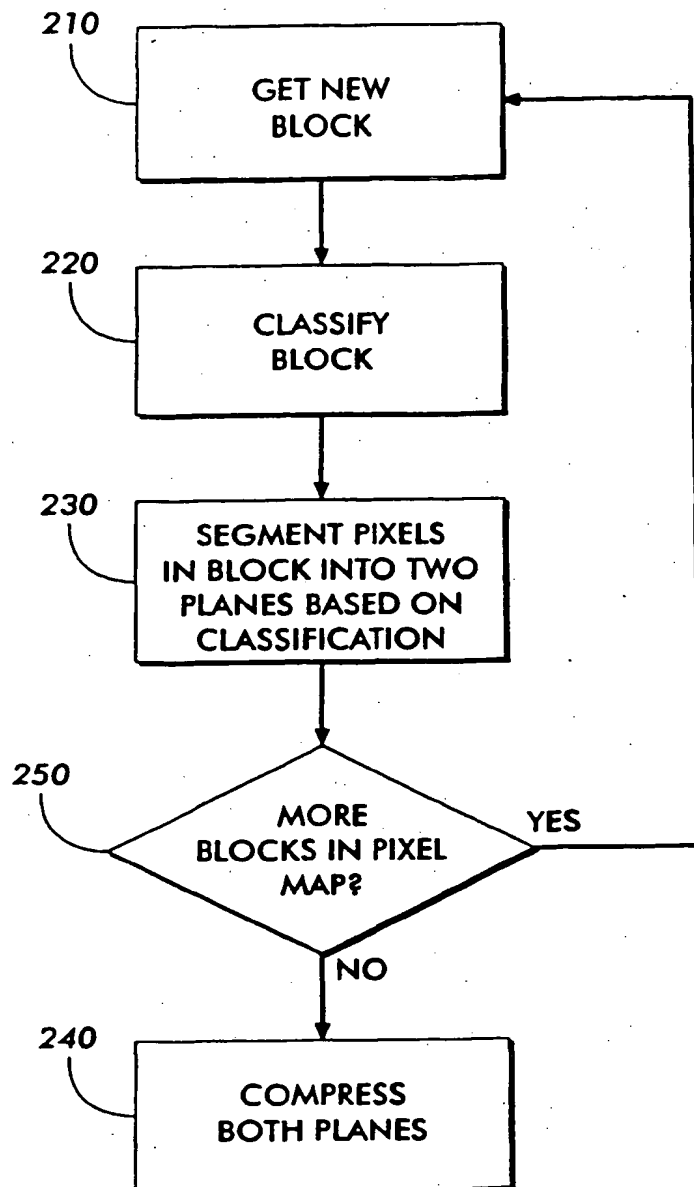 210
GET NEW
BLOCK
220
CLASSIFY
BLOCK
230
SEGMENT PIXELS
IN BLOCK INTO TWO
PLANES BASED ON
CLASSIFICATION
250
MORE
BLOCKS IN PIXEL
MAP?
YES
NO
240
COMPRESS
BOTH PLANES